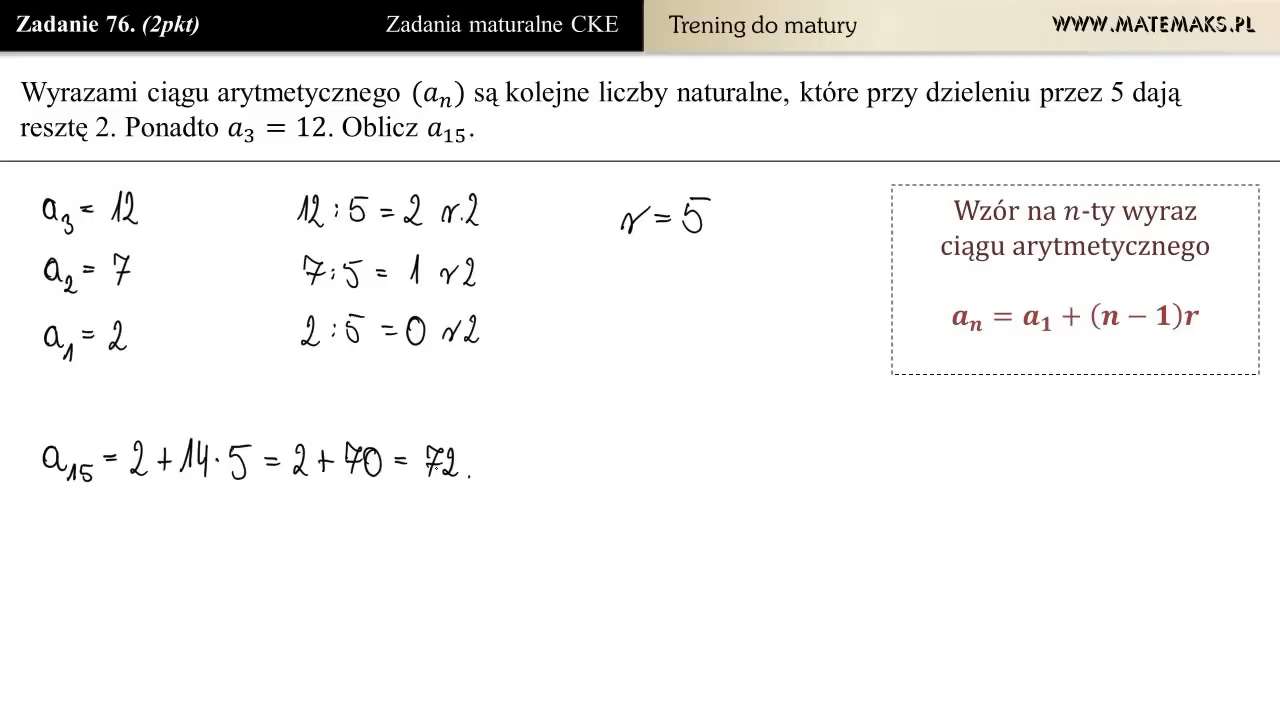 Zadanie 76. (2pkt) Zadania maturalne CKE Trening do matury WWW.MATEMAKS.PL
Wyrazami ciągu arytmetycznego (aₙ) są kolejne liczby naturalne, które przy dzieleniu przez 5 dają
resztę 2. Ponadto a₃ = 12. Oblicz a₁₅.
a₃ = 12 12 : 5 = 2 r.2 r = 5
a₂ = 7 7 : 5 = 1 r2
a₁ = 2 2 : 5 = 0 r2
Wzór na n-ty wyraz
ciągu arytmetycznego
aₙ = a₁ + (n − 1)r
a₁₅ = 2 + 14 · 5 = 2 + 70 = 72.